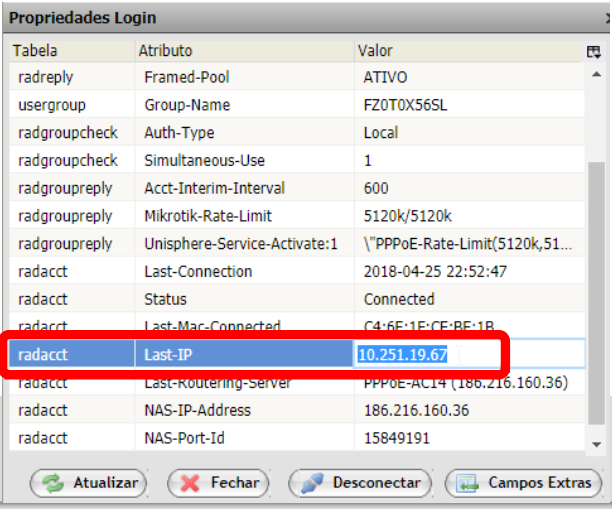 Propriedades Login
Tabela Atributo Valor
radreply Framed-Pool ATIVO
usergroup Group-Name FZ0T0X56SL
radgroupcheck Auth-Type Local
radgroupcheck Simultaneous-Use 1
radgroupreply Acct-Interim-Interval 600
radgroupreply Mikrotik-Rate-Limit 5120k/5120k
radgroupreply Unisphere-Service-Activate:1 \"PPPoE-Rate-Limit(5120k,51...
radacct Last-Connection 2018-04-25 22:52:47
radacct Status Connected
radacct Last-Mac-Connected C4:6E:1F:CE:BE:1B
radacct Last-IP 10.251.19.67
radacct Last-Routering-Server PPPoE-AC14 (186.216.160.36)
radacct NAS-IP-Address 186.216.160.36
radacct NAS-Port-Id 15849191
Atualizar Fechar Desconectar Campos Extras